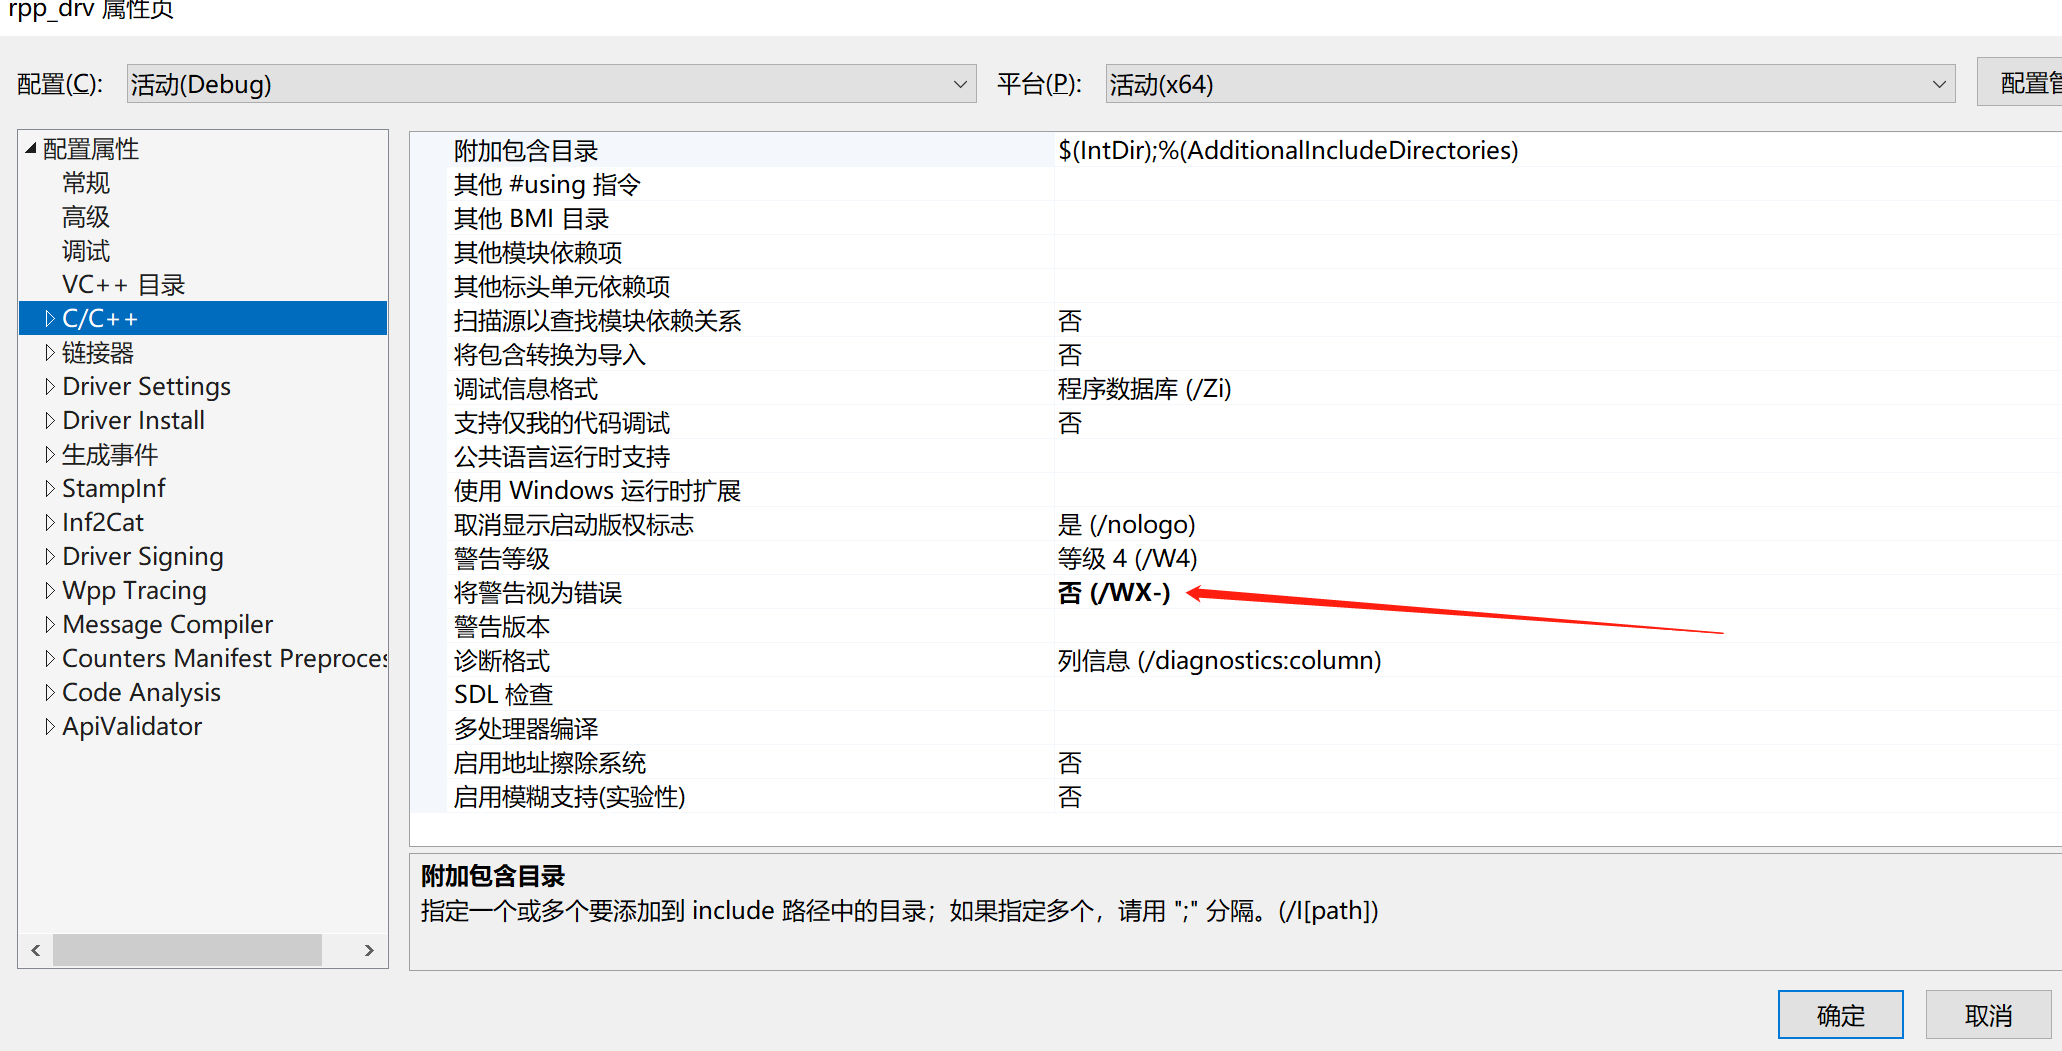 rpp_drv 属性页
配置(C): 活动(Debug) 平台(P): 活动(x64) 配置管
配置属性
常规
高级
调试
VC++ 目录
C/C++
链接器
Driver Settings
Driver Install
生成事件
StampInf
Inf2Cat
Driver Signing
Wpp Tracing
Message Compiler
Counters Manifest Preproces
Code Analysis
ApiValidator
附加包含目录 $(IntDir);%(AdditionalIncludeDirectories)
其他 #using 指令
其他 BMI 目录
其他模块依赖项
其他标头单元依赖项
扫描源以查找模块依赖关系 否
将包含转换为导入 否
调试信息格式 程序数据库 (/Zi)
支持仅我的代码调试 否
公共语言运行时支持
使用 Windows 运行时扩展
取消显示启动版权标志 是 (/nologo)
警告等级 等级 4 (/W4)
将警告视为错误 否 (/WX-)
警告版本
诊断格式 列信息 (/diagnostics:column)
SDL 检查
多处理器编译
启用地址擦除系统 否
启用模糊支持(实验性) 否
附加包含目录
指定一个或多个要添加到 include 路径中的目录；如果指定多个，请用 ";" 分隔。(/I[path])
确定 取消